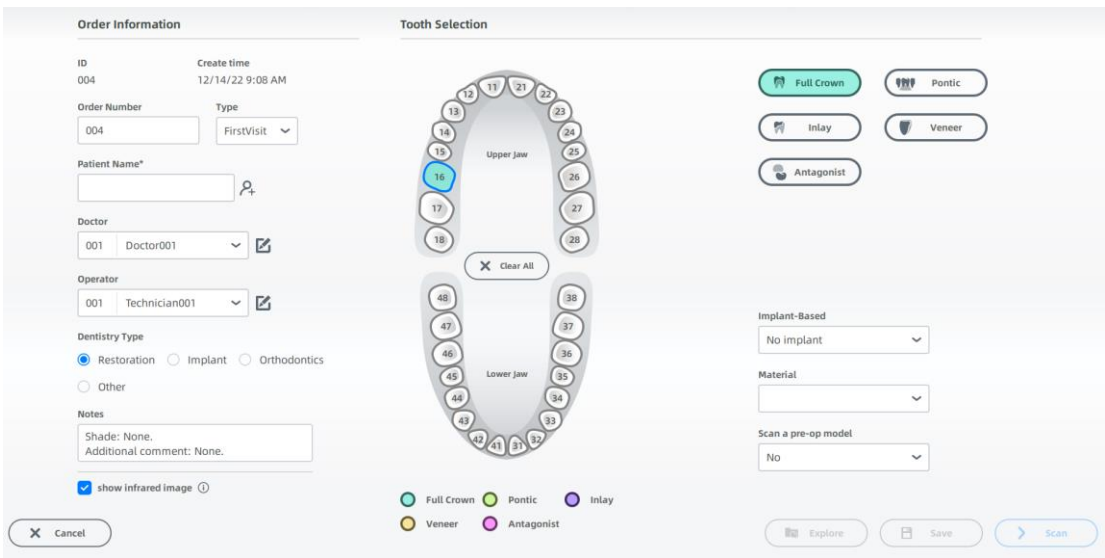 Order Information
Tooth Selection
ID
Create time
004
12/14/22 9:08 AM
Order Number
Type
004
FirstVisit
Patient Name*
Doctor
001 Doctor001
Operator
001 Technician001
Dentistry Type
Restoration
Implant
Orthodontics
Other
Notes
Shade: None.
Additional comment: None.
show infrared image
Cancel
11 21
12 22
13 23
14 24
15 25
Upper Jaw
16 26
17 27
18 28
Clear All
48 38
47 37
46 36
Lower Jaw
45 35
44 34
43 33
42 41 31 32
Full Crown
Pontic
Inlay
Veneer
Antagonist
Full Crown
Pontic
Inlay
Veneer
Antagonist
Implant-Based
No implant
Material
Scan a pre-op model
No
Explore
Save
Scan